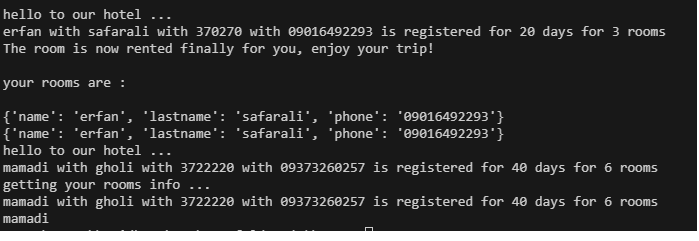 hello to our hotel ...
erfan with safarali with 370270 with 09016492293 is registered for 20 days for 3 rooms
The room is now rented finally for you, enjoy your trip!
your rooms are :
{'name': 'erfan', 'lastname': 'safarali', 'phone': '09016492293'}
{'name': 'erfan', 'lastname': 'safarali', 'phone': '09016492293'}
hello to our hotel ...
mamadi with gholi with 3722220 with 09373260257 is registered for 40 days for 6 rooms
getting your rooms info ...
mamadi with gholi with 3722220 with 09373260257 is registered for 40 days for 6 rooms
mamadi